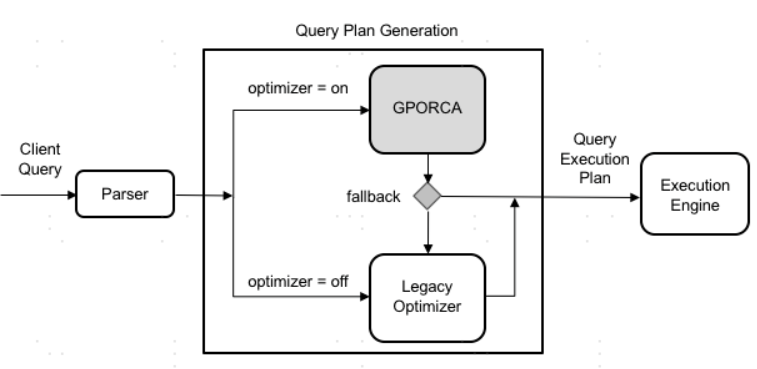 Query Plan Generation
optimizer = on
GPORCA
Client
Query
Parser
fallback
Query
Execution
Plan
Execution
Engine
optimizer = off
Legacy
Optimizer